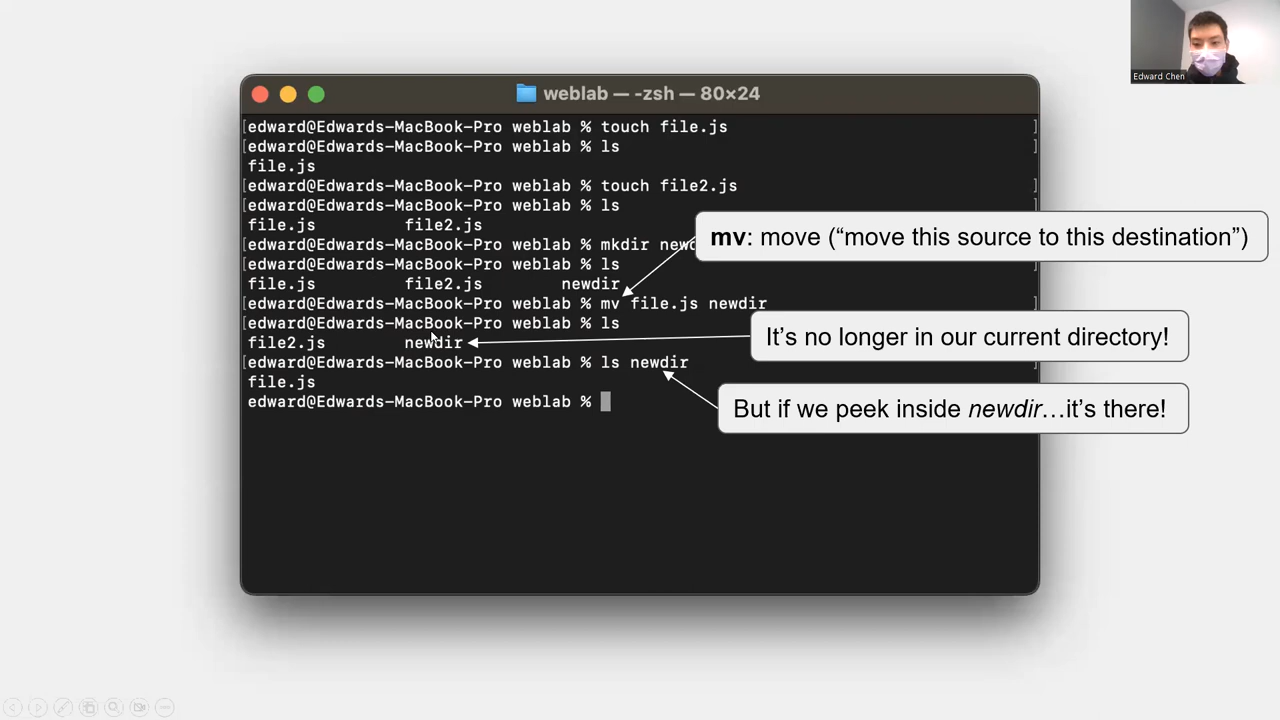 Edward Chen
weblab — -zsh — 80×24
[edward@Edwards-MacBook-Pro weblab % touch file.js ]
[edward@Edwards-MacBook-Pro weblab % ls ]
file.js
[edward@Edwards-MacBook-Pro weblab % touch file2.js ]
[edward@Edwards-MacBook-Pro weblab % ls ]
file.js file2.js
[edward@Edwards-MacBook-Pro weblab % mkdir
mv: move (“move this source to this destination”)
[edward@Edwards-MacBook-Pro weblab % ls ]
file.js file2.js newdir
[edward@Edwards-MacBook-Pro weblab % mv file.js newdir ]
[edward@Edwards-MacBook-Pro weblab % ls
It’s no longer in our current directory!
file2.js newdir
[edward@Edwards-MacBook-Pro weblab % ls newdir ]
file.js
But if we peek inside newdir…it’s there!
edward@Edwards-MacBook-Pro weblab %